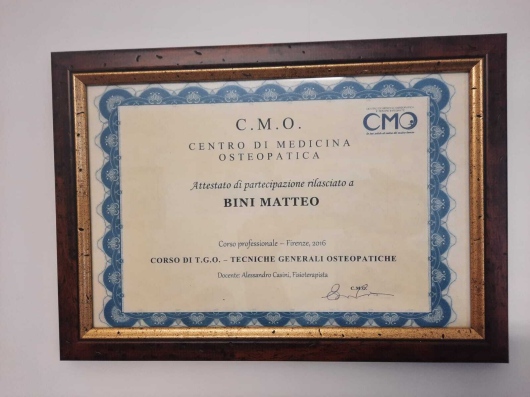 CMO
C.M.O.
CENTRO DI MEDICINA
OSTEOPATICA
Attestato di partecipazione rilasciato a
BINI MATTEO
Corso professionale – Firenze, 2016
CORSO DI T.G.O. – TECNICHE GENERALI OSTEOPATICHE
Docente: Alessandro Casini, Fisioterapista
C.M.O.